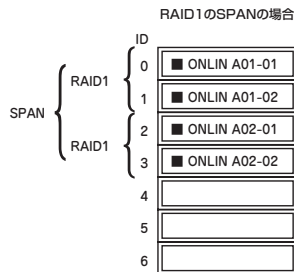 RAID1のSPANの場合
ID
0 ■ ONLIN A01-01
RAID1
1 ■ ONLIN A01-02
SPAN
2 ■ ONLIN A02-01
RAID1
3 ■ ONLIN A02-02
4
5
6